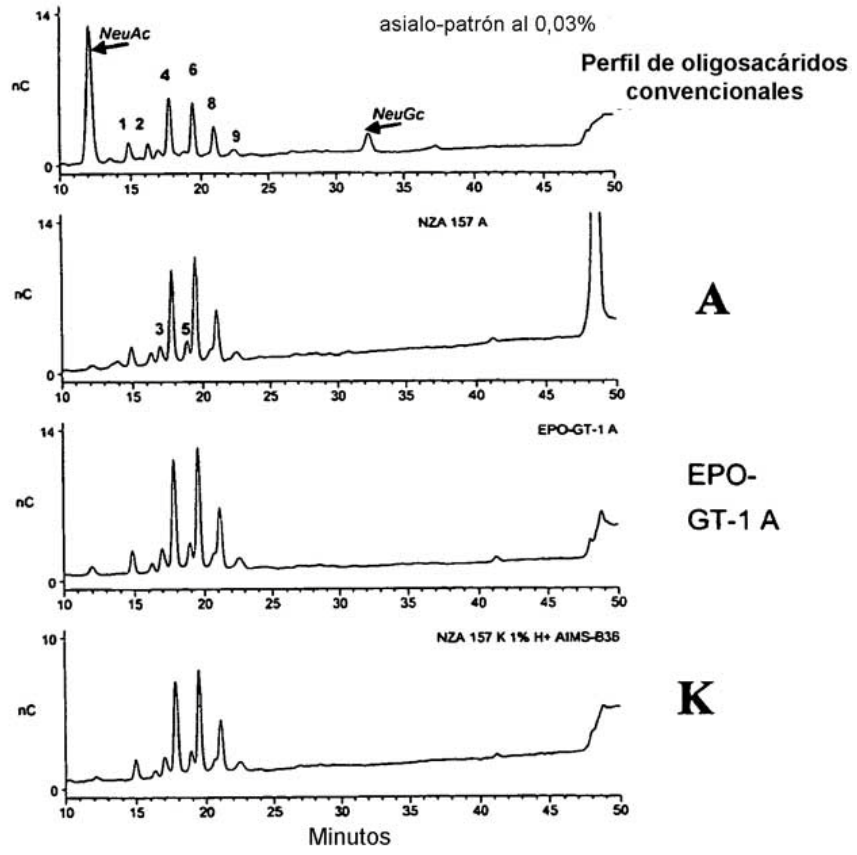 asialo-patrón al 0,03%
Perfil de oligosacáridos
convencionales
14
NeuAc
nC
1
2
4
6
8
9
NeuGc
0
10 15 20 25 30 35 40 45 50
NZA 157 A
14
nC
3
5
0
10 15 20 25 30 35 40 45 50
A
EPO-GT-1 A
14
nC
0
10 15 20 25 30 35 40 45 50
EPO-
GT-1 A
NZA 157 K 1% H+ AIMS-B36
10
nC
0
10 15 20 25 30 35 40 45 50
K
Minutos